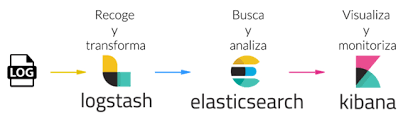 Recoge
y
transforma
Busca
y
analiza
Visualiza
y
monitoriza
LOG
logstash
elasticsearch
kibana